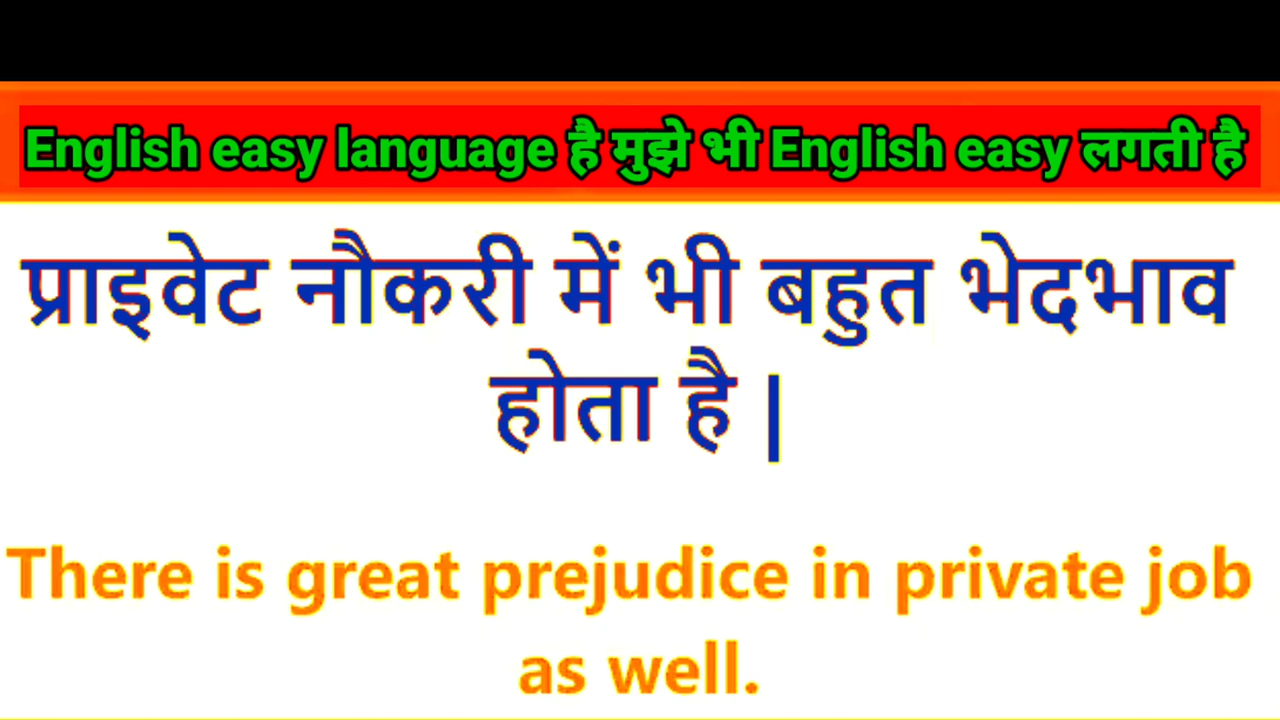 English easy language है मुझे भी English easy लगती है
प्राइवेट नौकरी में भी बहुत भेदभाव
होता है |
There is great prejudice in private job
as well.